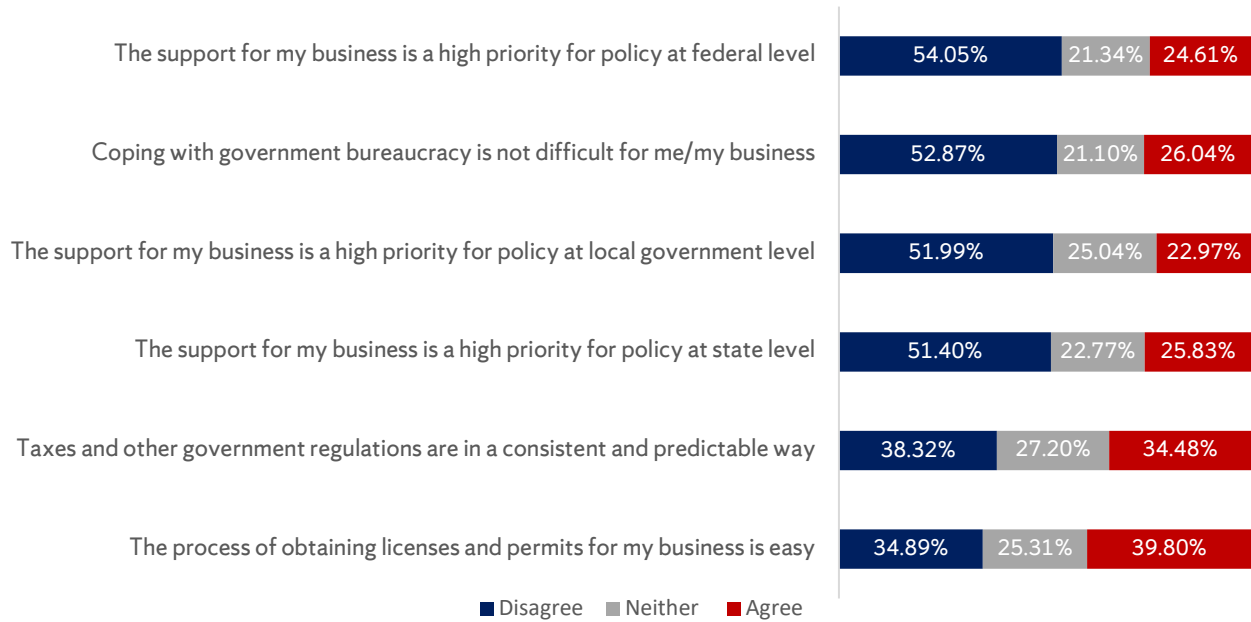 The support for my business is a high priority for policy at federal level 54.05% 21.34% 24.61%
Coping with government bureaucracy is not difficult for me/my business 52.87% 21.10% 26.04%
The support for my business is a high priority for policy at local government level 51.99% 25.04% 22.97%
The support for my business is a high priority for policy at state level 51.40% 22.77% 25.83%
Taxes and other government regulations are in a consistent and predictable way 38.32% 27.20% 34.48%
The process of obtaining licenses and permits for my business is easy 34.89% 25.31% 39.80%
Disagree Neither Agree